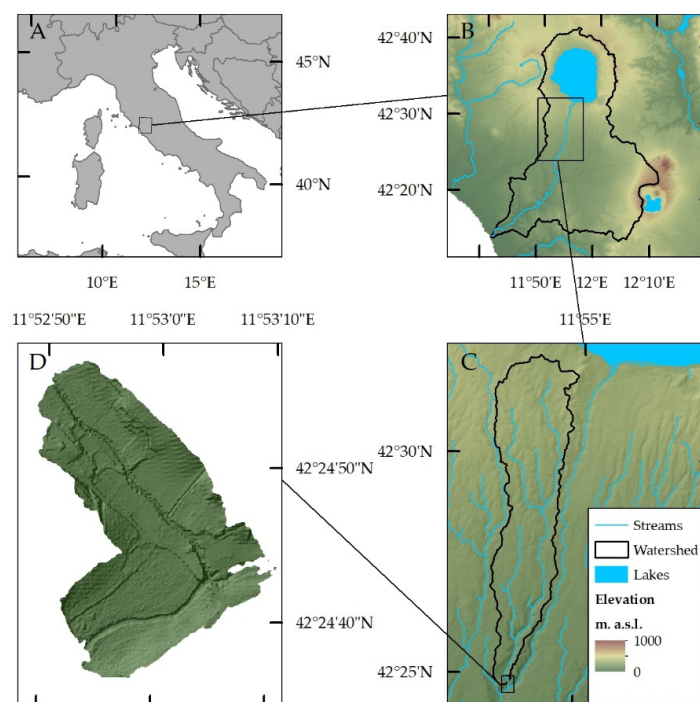 A
45°N
40°N
10°E
15°E
B
42°40'N
42°30'N
42°20'N
11°50'E
12°E
12°10'E
11°52'50"E
11°53'0"E
11°53'10"E
D
42°24'50"N
42°24'40"N
11°55'E
C
42°30'N
42°25'N
Streams
Watershed
Lakes
Elevation
m. a.s.l.
1000
0